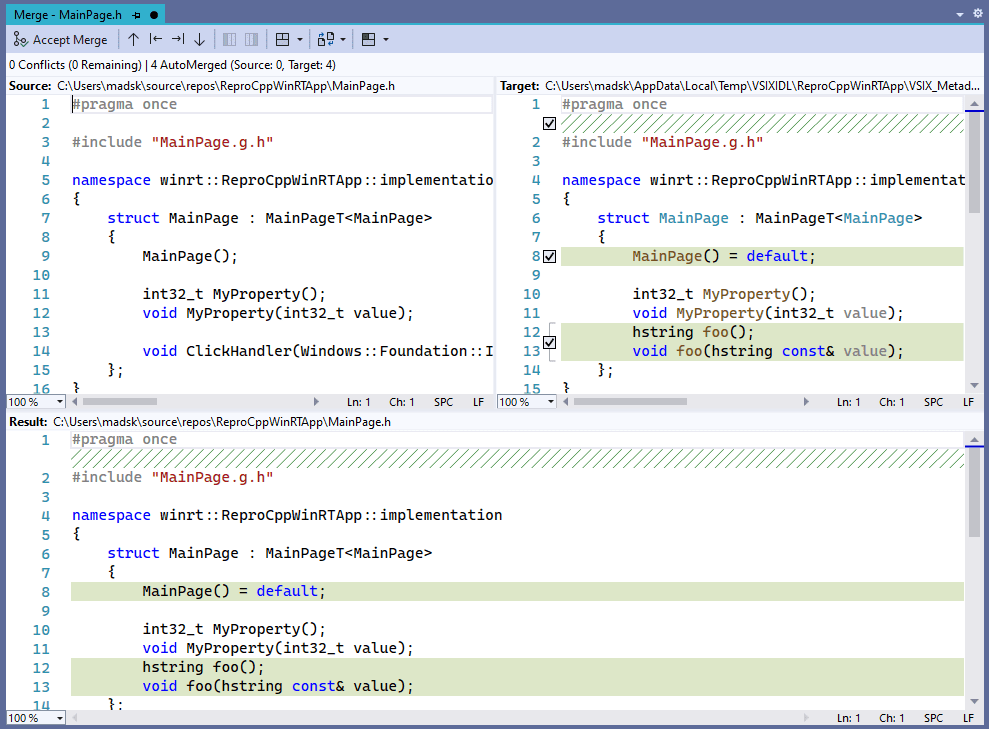 Merge - MainPage.h
Accept Merge
0 Conflicts (0 Remaining) | 4 AutoMerged (Source: 0, Target: 4)
Source: C:\Users\madsk\source\repos\ReproCppWinRTApp\MainPage.h
1 #pragma once
2
3 #include "MainPage.g.h"
4
5 namespace winrt::ReproCppWinRTApp::implementatio
6 {
7 struct MainPage : MainPageT<MainPage>
8 {
9 MainPage();
10
11 int32_t MyProperty();
12 void MyProperty(int32_t value);
13
14 void ClickHandler(Windows::Foundation::I
15 };
16 }
100 % Ln: 1 Ch: 1 SPC LF
Target: C:\Users\madsk\AppData\Local\Temp\VSIXIDL\ReproCppWinRTApp\VSIX_Metad...
1 #pragma once
2 #include "MainPage.g.h"
3
4 namespace winrt::ReproCppWinRTApp::implementat
5 {
6 struct MainPage : MainPageT<MainPage>
7 {
8 MainPage() = default;
9
10 int32_t MyProperty();
11 void MyProperty(int32_t value);
12 hstring foo();
13 void foo(hstring const& value);
14 };
15 }
100 % Ln: 1 Ch: 1 SPC LF
Result: C:\Users\madsk\source\repos\ReproCppWinRTApp\MainPage.h
1 #pragma once
2 #include "MainPage.g.h"
3
4 namespace winrt::ReproCppWinRTApp::implementation
5 {
6 struct MainPage : MainPageT<MainPage>
7 {
8 MainPage() = default;
9
10 int32_t MyProperty();
11 void MyProperty(int32_t value);
12 hstring foo();
13 void foo(hstring const& value);
14 };
100 % Ln: 1 Ch: 1 SPC LF